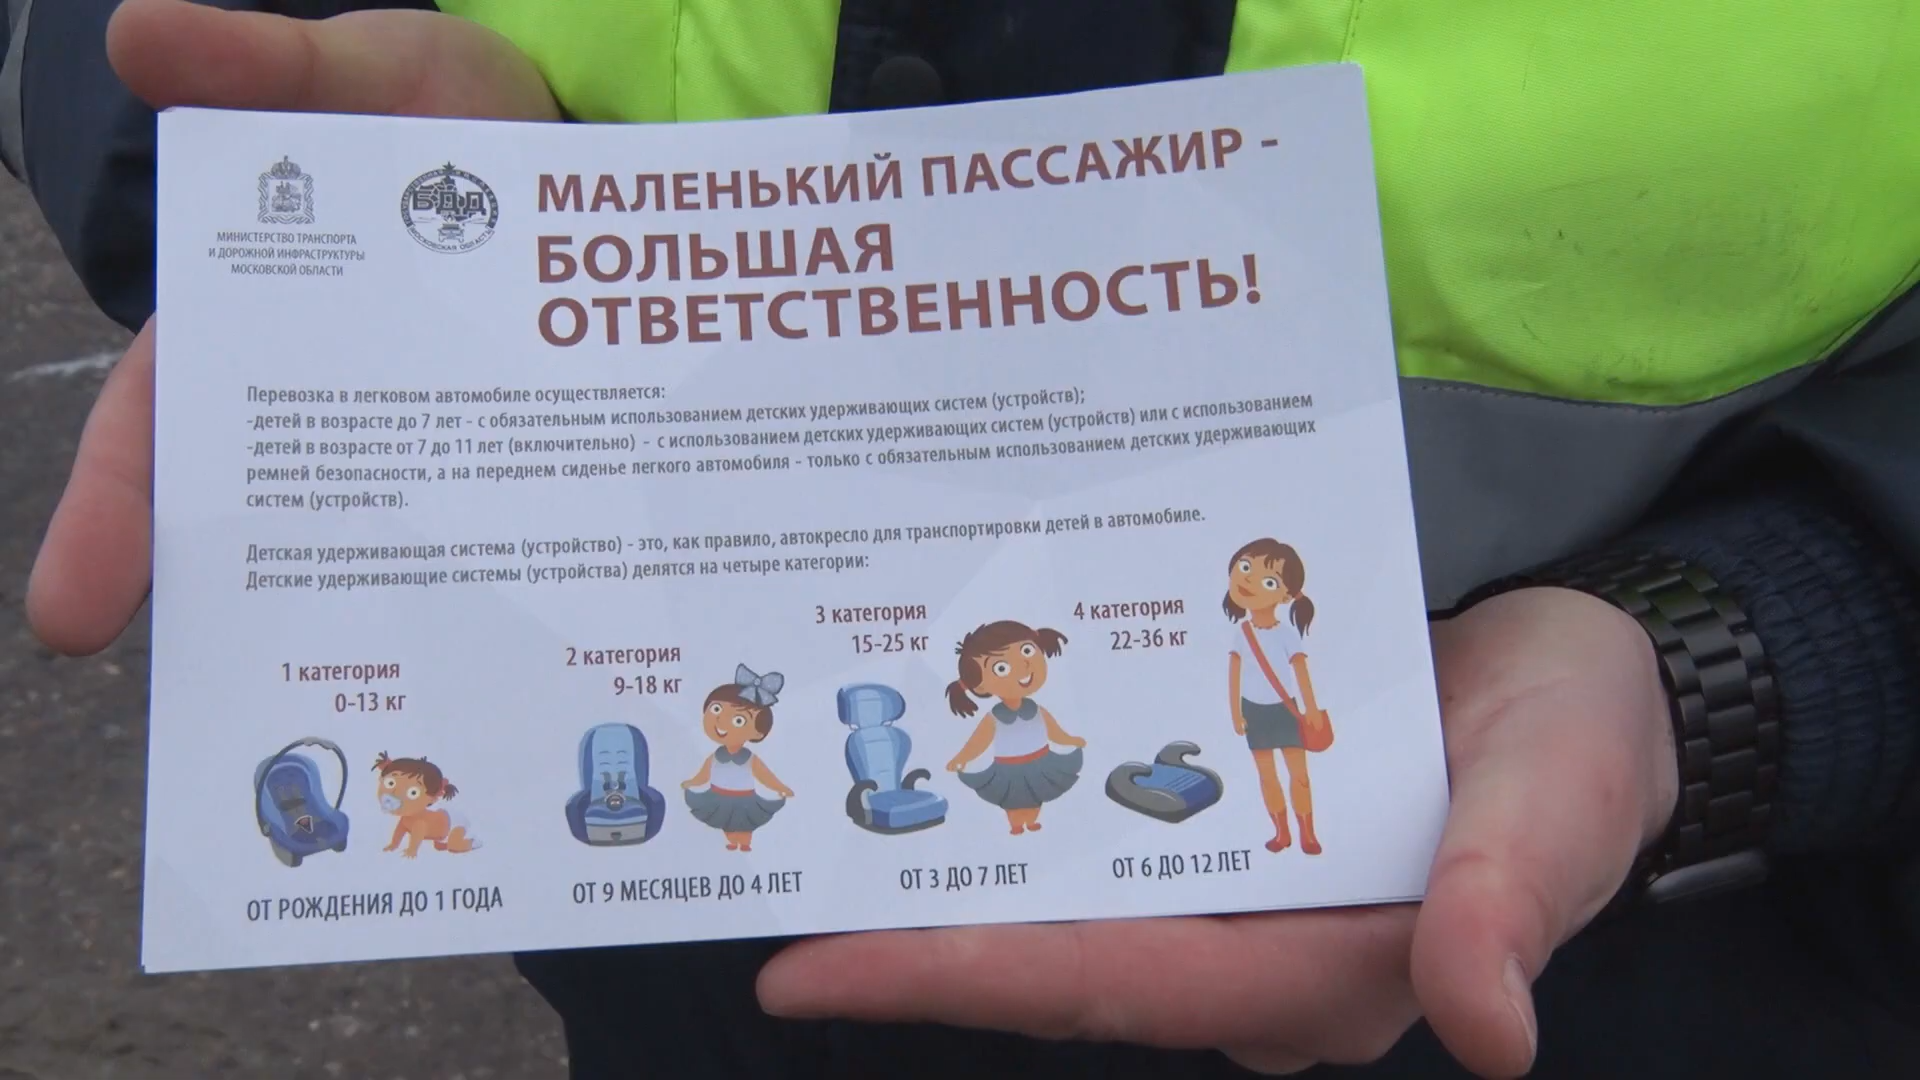 МИНИСТЕРСТВО ТРАНСПОРТА
И ДОРОЖНОЙ ИНФРАСТРУКТУРЫ
МОСКОВСКОЙ ОБЛАСТИ
БДД
МОСКОВСКАЯ ОБЛАСТЬ
МАЛЕНЬКИЙ ПАССАЖИР -
БОЛЬШАЯ
ОТВЕТСТВЕННОСТЬ!
Перевозка в легковом автомобиле осуществляется:
-детей в возрасте до 7 лет - с обязательным использованием детских удерживающих систем (устройств);
-детей в возрасте от 7 до 11 лет (включительно) - с использованием детских удерживающих систем (устройств) или с использованием
ремней безопасности, а на переднем сиденье легкого автомобиля - только с обязательным использованием детских удерживающих
систем (устройств).
Детская удерживающая система (устройство) - это, как правило, автокресло для транспортировки детей в автомобиле.
Детские удерживающие системы (устройства) делятся на четыре категории:
1 категория
0-13 кг
2 категория
9-18 кг
3 категория
15-25 кг
4 категория
22-36 кг
ОТ РОЖДЕНИЯ ДО 1 ГОДА
ОТ 9 МЕСЯЦЕВ ДО 4 ЛЕТ
ОТ 3 ДО 7 ЛЕТ
ОТ 6 ДО 12 ЛЕТ